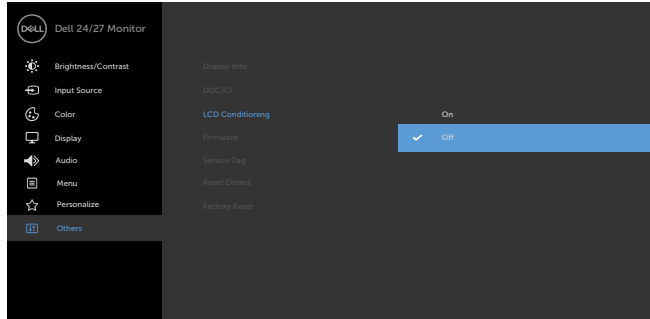 DELL
Dell 24/27 Monitor
Brightness/Contrast
Input Source
Color
Display
Audio
Menu
Personalize
Others
Display Info
DDC/CI
LCD Conditioning
Firmware
Service Tag
Reset Others
Factory Reset
On
Off